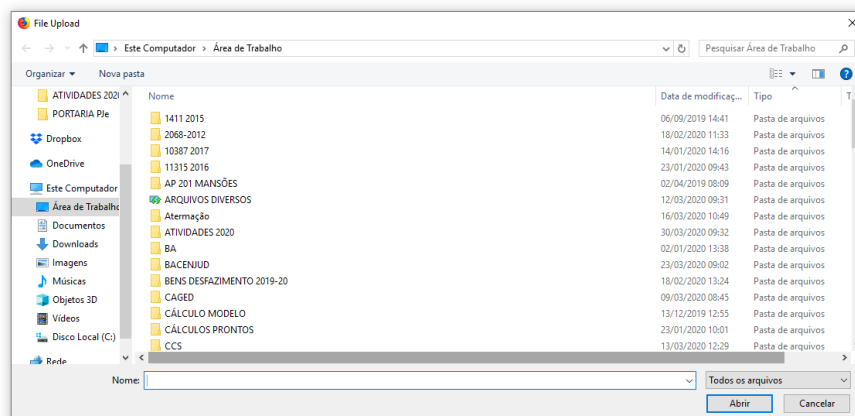 File Upload
Este Computador > Área de Trabalho
Pesquisar Área de Trabalho
Organizar Nova pasta
ATIVIDADES 202
PORTARIA PJe
Dropbox
OneDrive
Este Computador
Área de Trabalho
Documentos
Downloads
Imagens
Músicas
Objetos 3D
Vídeos
Disco Local (C:)
Rede
Nome Data de modificaç... Tipo T
1411 2015 06/09/2019 14:41 Pasta de arquivos
2068-2012 18/02/2020 11:33 Pasta de arquivos
10387 2017 14/01/2020 14:16 Pasta de arquivos
11315 2016 23/01/2020 09:43 Pasta de arquivos
AP 201 MANSÕES 02/04/2019 08:09 Pasta de arquivos
ARQUIVOS DIVERSOS 12/03/2020 09:31 Pasta de arquivos
Atermação 16/03/2020 10:49 Pasta de arquivos
ATIVIDADES 2020 30/03/2020 09:32 Pasta de arquivos
BA 02/01/2020 13:38 Pasta de arquivos
BACENJUD 23/03/2020 09:02 Pasta de arquivos
BENS DESFAZIMENTO 2019-20 18/02/2020 13:24 Pasta de arquivos
CAGED 09/03/2020 08:45 Pasta de arquivos
CÁLCULO MODELO 13/12/2019 12:55 Pasta de arquivos
CÁLCULOS PRONTOS 23/01/2020 10:01 Pasta de arquivos
CCS 13/03/2020 12:29 Pasta de arquivos
Nome:
Todos os arquivos
Abrir Cancelar